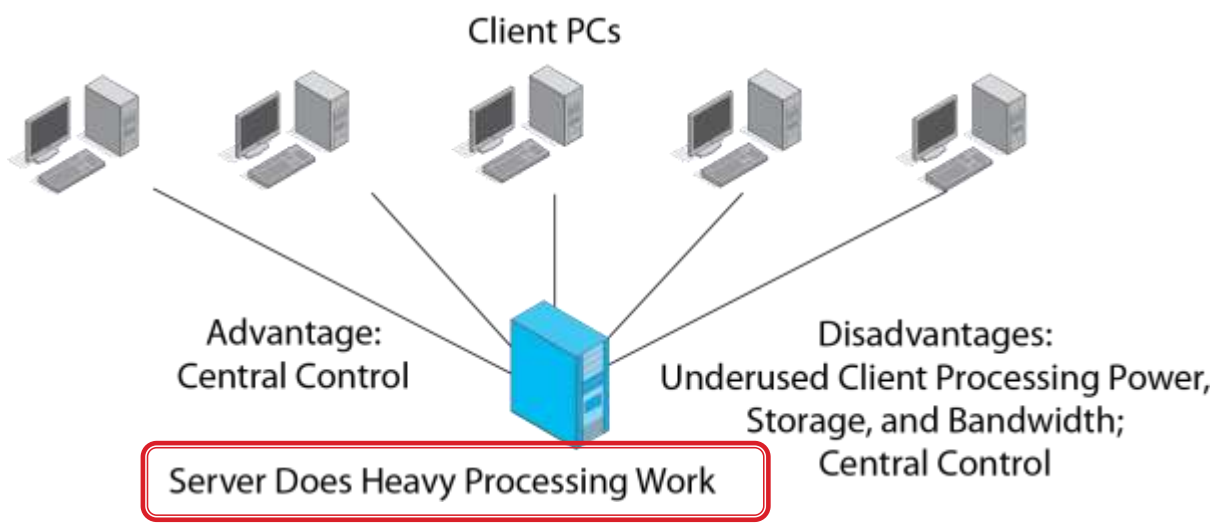 Client PCs
Advantage:
Central Control
Disadvantages:
Underused Client Processing Power,
Storage, and Bandwidth;
Central Control
Server Does Heavy Processing Work